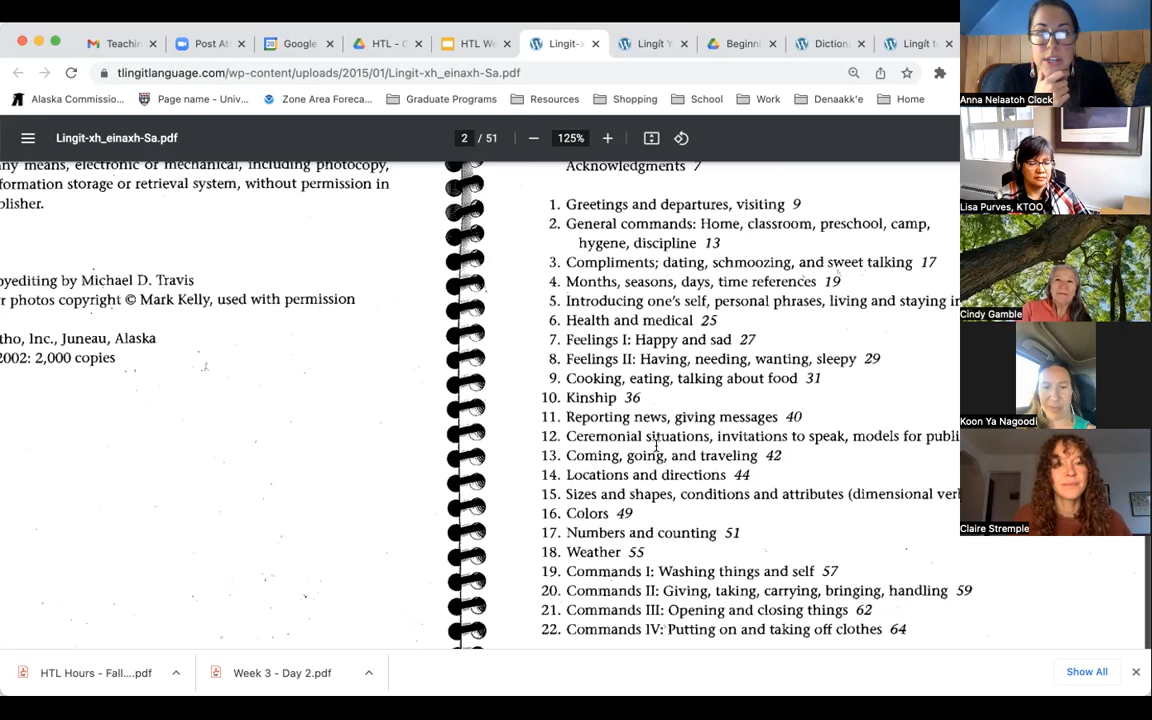 Teachin
Post At
Google
HTL - C
HTL We
Lingit-
Lingít Y
Beginni
Diction
Lingít t
tlingitlanguage.com/wp-content/uploads/2015/01/Lingit-xh_einaxh-Sa.pdf
Alaska Commissio...
Page name - Univ...
Zone Area Foreca...
Graduate Programs
Resources
Shopping
School
Work
Denaakk'e
Home
Lingit-xh_einaxh-Sa.pdf
2 / 51
125%
any means, electronic or mechanical, including photocopy,
formation storage or retrieval system, without permission in
blisher.
pyediting by Michael D. Travis
r photos copyright © Mark Kelly, used with permission
tho, Inc., Juneau, Alaska
2002: 2,000 copies
Acknowledgments 7
1. Greetings and departures, visiting 9
2. General commands: Home, classroom, preschool, camp,
hygene, discipline 13
3. Compliments; dating, schmoozing, and sweet talking 17
4. Months, seasons, days, time references 19
5. Introducing one's self, personal phrases, living and staying in
6. Health and medical 25
7. Feelings I: Happy and sad 27
8. Feelings II: Having, needing, wanting, sleepy 29
9. Cooking, eating, talking about food 31
10. Kinship 36
11. Reporting news, giving messages 40
12. Ceremonial situations, invitations to speak, models for publi
13. Coming, going, and traveling 42
14. Locations and directions 44
15. Sizes and shapes, conditions and attributes (dimensional ver
16. Colors 49
17. Numbers and counting 51
18. Weather 55
19. Commands I: Washing things and self 57
20. Commands II: Giving, taking, carrying, bringing, handling 59
21. Commands III: Opening and closing things 62
22. Commands IV: Putting on and taking off clothes 64
Anna Nelaatoh Clock
Lisa Purves, KTOO
Cindy Gamble
Koon Ya Nagoodi
Claire Stremple
HTL Hours - Fall....pdf
Week 3 - Day 2.pdf
Show All